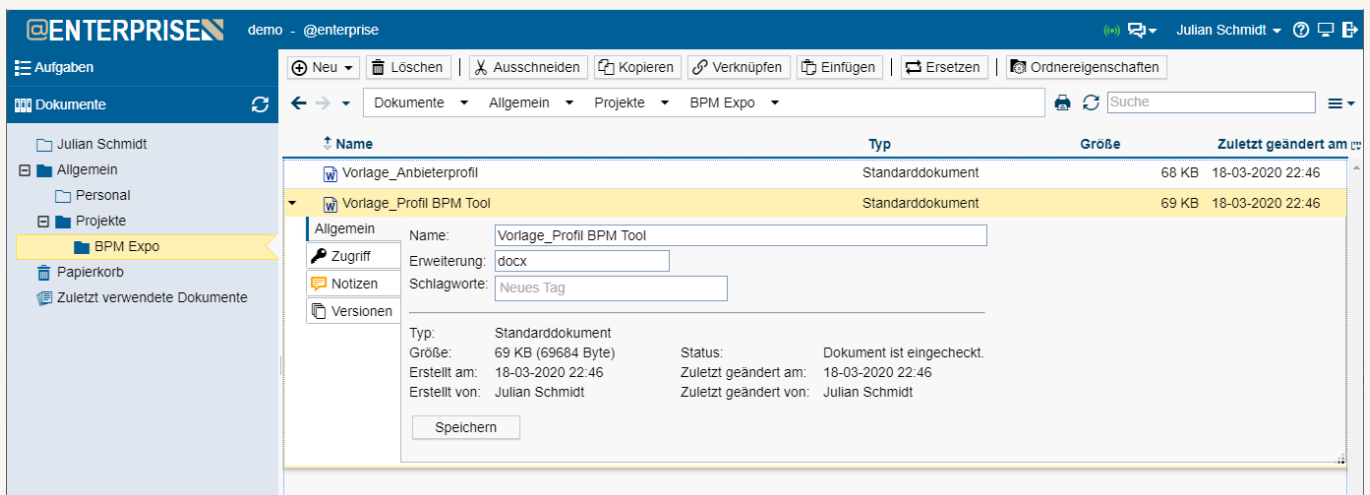 @ENTERPRISE demo - @enterprise Julian Schmidt
Aufgaben
Neu Löschen Ausschneiden Kopieren Verknüpfen Einfügen Ersetzen Ordnereigenschaften
Dokumente
Dokumente Allgemein Projekte BPM Expo Suche
Julian Schmidt
Allgemein
Personal
Projekte
BPM Expo
Papierkorb
Zuletzt verwendete Dokumente
Name Typ Größe Zuletzt geändert am
Vorlage_Anbieterprofil Standarddokument 68 KB 18-03-2020 22:46
Vorlage_Profil BPM Tool Standarddokument 69 KB 18-03-2020 22:46
Allgemein
Zugriff
Notizen
Versionen
Name: Vorlage_Profil BPM Tool
Erweiterung: docx
Schlagworte: Neues Tag
Typ: Standarddokument
Größe: 69 KB (69684 Byte) Status: Dokument ist eingecheckt.
Erstellt am: 18-03-2020 22:46 Zuletzt geändert am: 18-03-2020 22:46
Erstellt von: Julian Schmidt Zuletzt geändert von: Julian Schmidt
Speichern